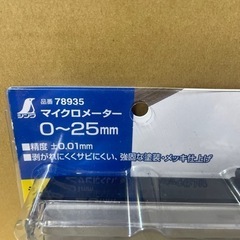 シンワ
品番 78935
マイクロメーター
0~25mm
■精度 ±0.01mm
■剥がれにくくサビにくい、強固な塗装・メッキ仕上げ